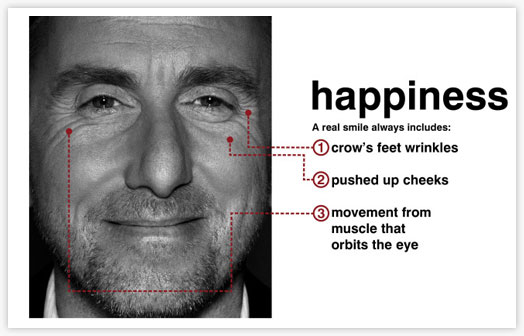 happiness
A real smile always includes:
1 crow's feet wrinkles
2 pushed up cheeks
3 movement from
muscle that
orbits the eye